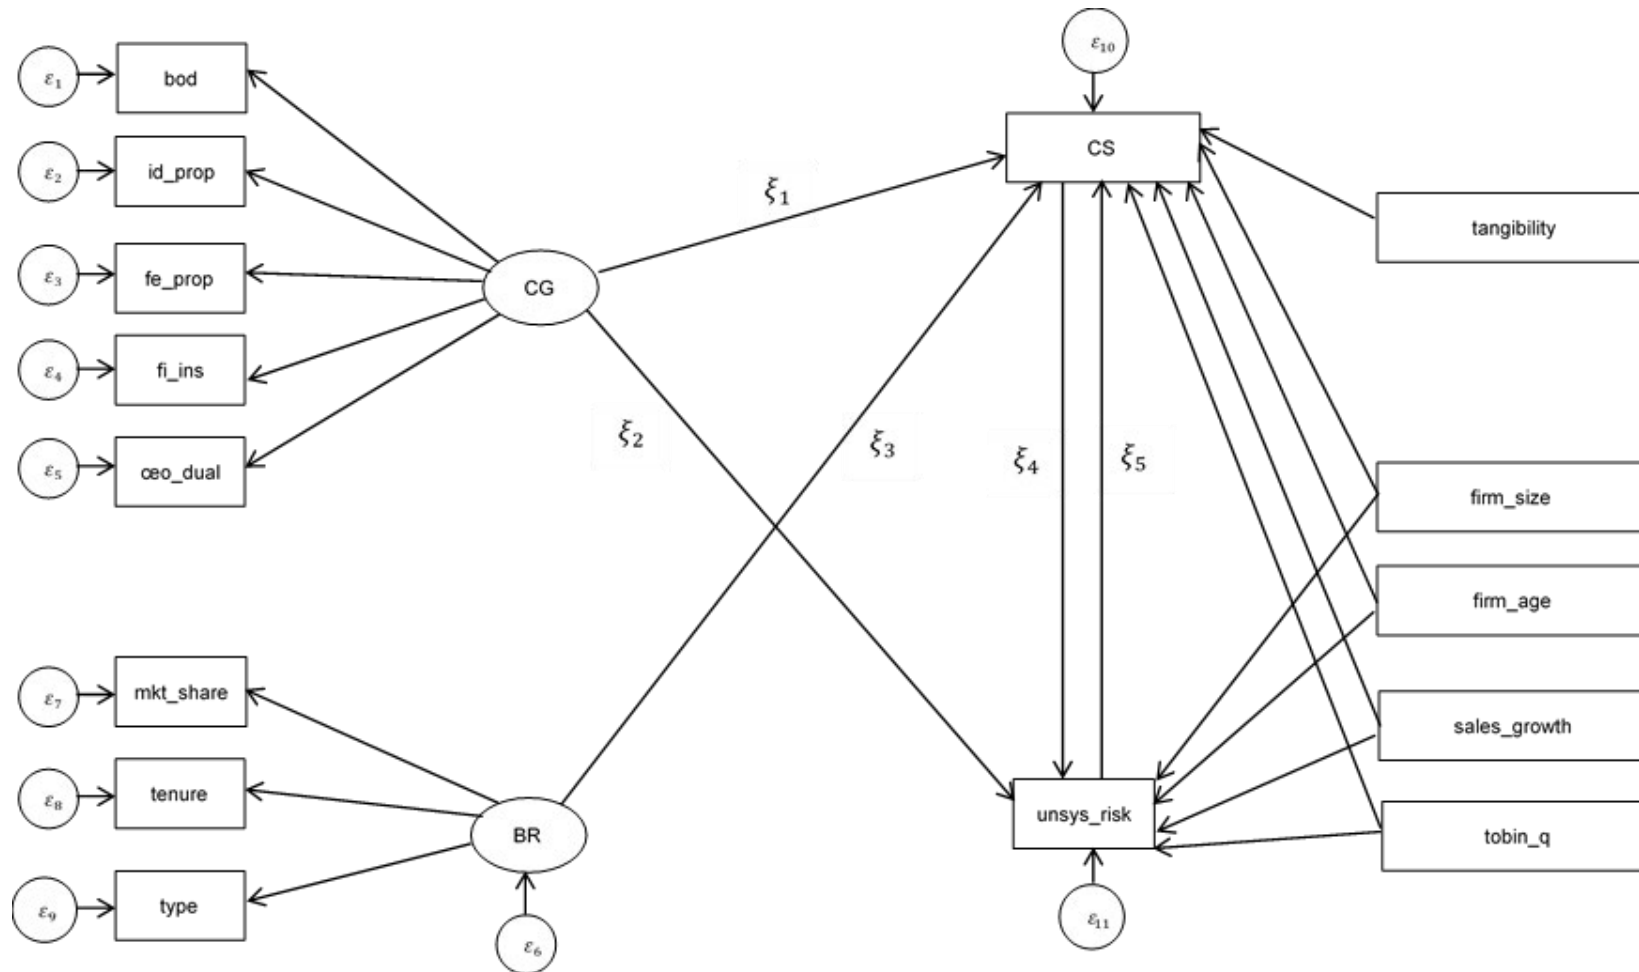 ε₁₀
ε₁
bod
CS
ε₂
id_prop
ξ₁
tangibility
ε₃
fe_prop
CG
ε₄
fi_ins
ξ₂
ξ₃
ξ₄
ξ₅
ε₅
ceo_dual
firm_size
firm_age
ε₇
mkt_share
sales_growth
ε₈
tenure
unsys_risk
BR
tobin_q
ε₉
type
ε₆
ε₁₁